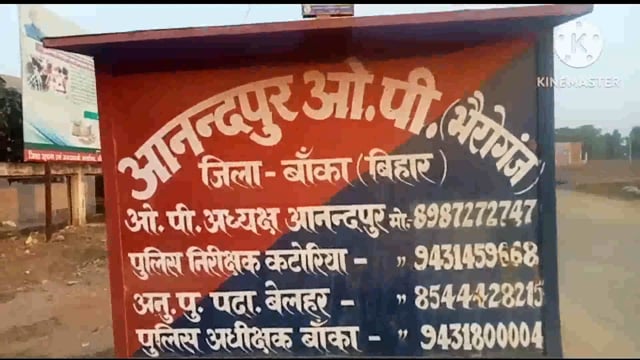 आनन्दपुर ओ.पी. (भैरोगंज)
जिला - बाँका (बिहार)
ओ.पी. अध्यक्ष आनन्दपुर मो.- 8987272747
पुलिस निरीक्षक कटोरिया - " 9431459668
अनु.पु. पदा. बेलहर - " 8544428215
पुलिस अधीक्षक बाँका - " 9431800004
KINEMASTER